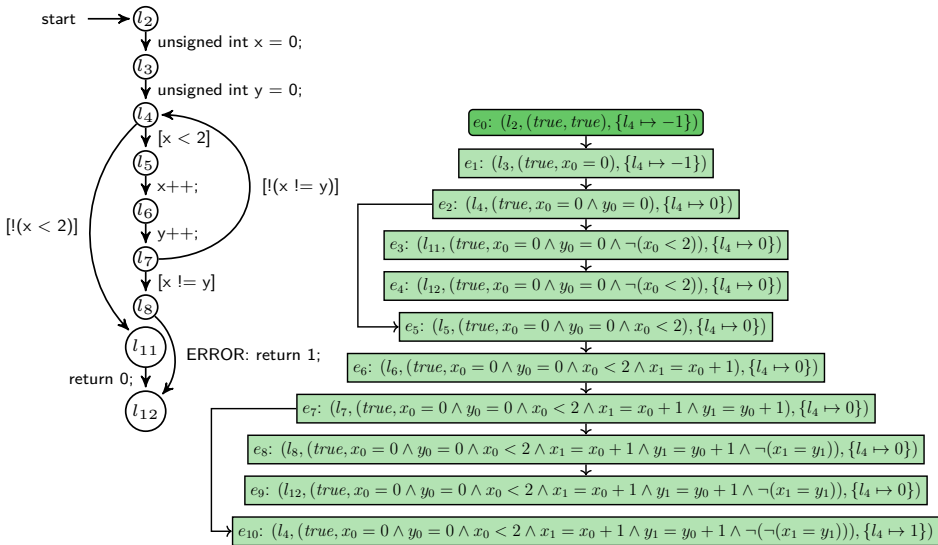 start
l₂
unsigned int x = 0;
l₃
unsigned int y = 0;
l₄
[x < 2]
l₅
x++;
[!(x != y)]
l₆
[!(x < 2)]
y++;
l₇
[x != y]
l₈
l₁₁
ERROR: return 1;
return 0;
l₁₂
e₀: (l₂, (true, true), {l₄ ↦ −1})
e₁: (l₃, (true, x₀ = 0), {l₄ ↦ −1})
e₂: (l₄, (true, x₀ = 0 ∧ y₀ = 0), {l₄ ↦ 0})
e₃: (l₁₁, (true, x₀ = 0 ∧ y₀ = 0 ∧ ¬(x₀ < 2)), {l₄ ↦ 0})
e₄: (l₁₂, (true, x₀ = 0 ∧ y₀ = 0 ∧ ¬(x₀ < 2)), {l₄ ↦ 0})
e₅: (l₅, (true, x₀ = 0 ∧ y₀ = 0 ∧ x₀ < 2), {l₄ ↦ 0})
e₆: (l₆, (true, x₀ = 0 ∧ y₀ = 0 ∧ x₀ < 2 ∧ x₁ = x₀ + 1), {l₄ ↦ 0})
e₇: (l₇, (true, x₀ = 0 ∧ y₀ = 0 ∧ x₀ < 2 ∧ x₁ = x₀ + 1 ∧ y₁ = y₀ + 1), {l₄ ↦ 0})
e₈: (l₈, (true, x₀ = 0 ∧ y₀ = 0 ∧ x₀ < 2 ∧ x₁ = x₀ + 1 ∧ y₁ = y₀ + 1 ∧ ¬(x₁ = y₁)), {l₄ ↦ 0})
e₉: (l₁₂, (true, x₀ = 0 ∧ y₀ = 0 ∧ x₀ < 2 ∧ x₁ = x₀ + 1 ∧ y₁ = y₀ + 1 ∧ ¬(x₁ = y₁)), {l₄ ↦ 0})
e₁₀: (l₄, (true, x₀ = 0 ∧ y₀ = 0 ∧ x₀ < 2 ∧ x₁ = x₀ + 1 ∧ y₁ = y₀ + 1 ∧ ¬(¬(x₁ = y₁))), {l₄ ↦ 1})